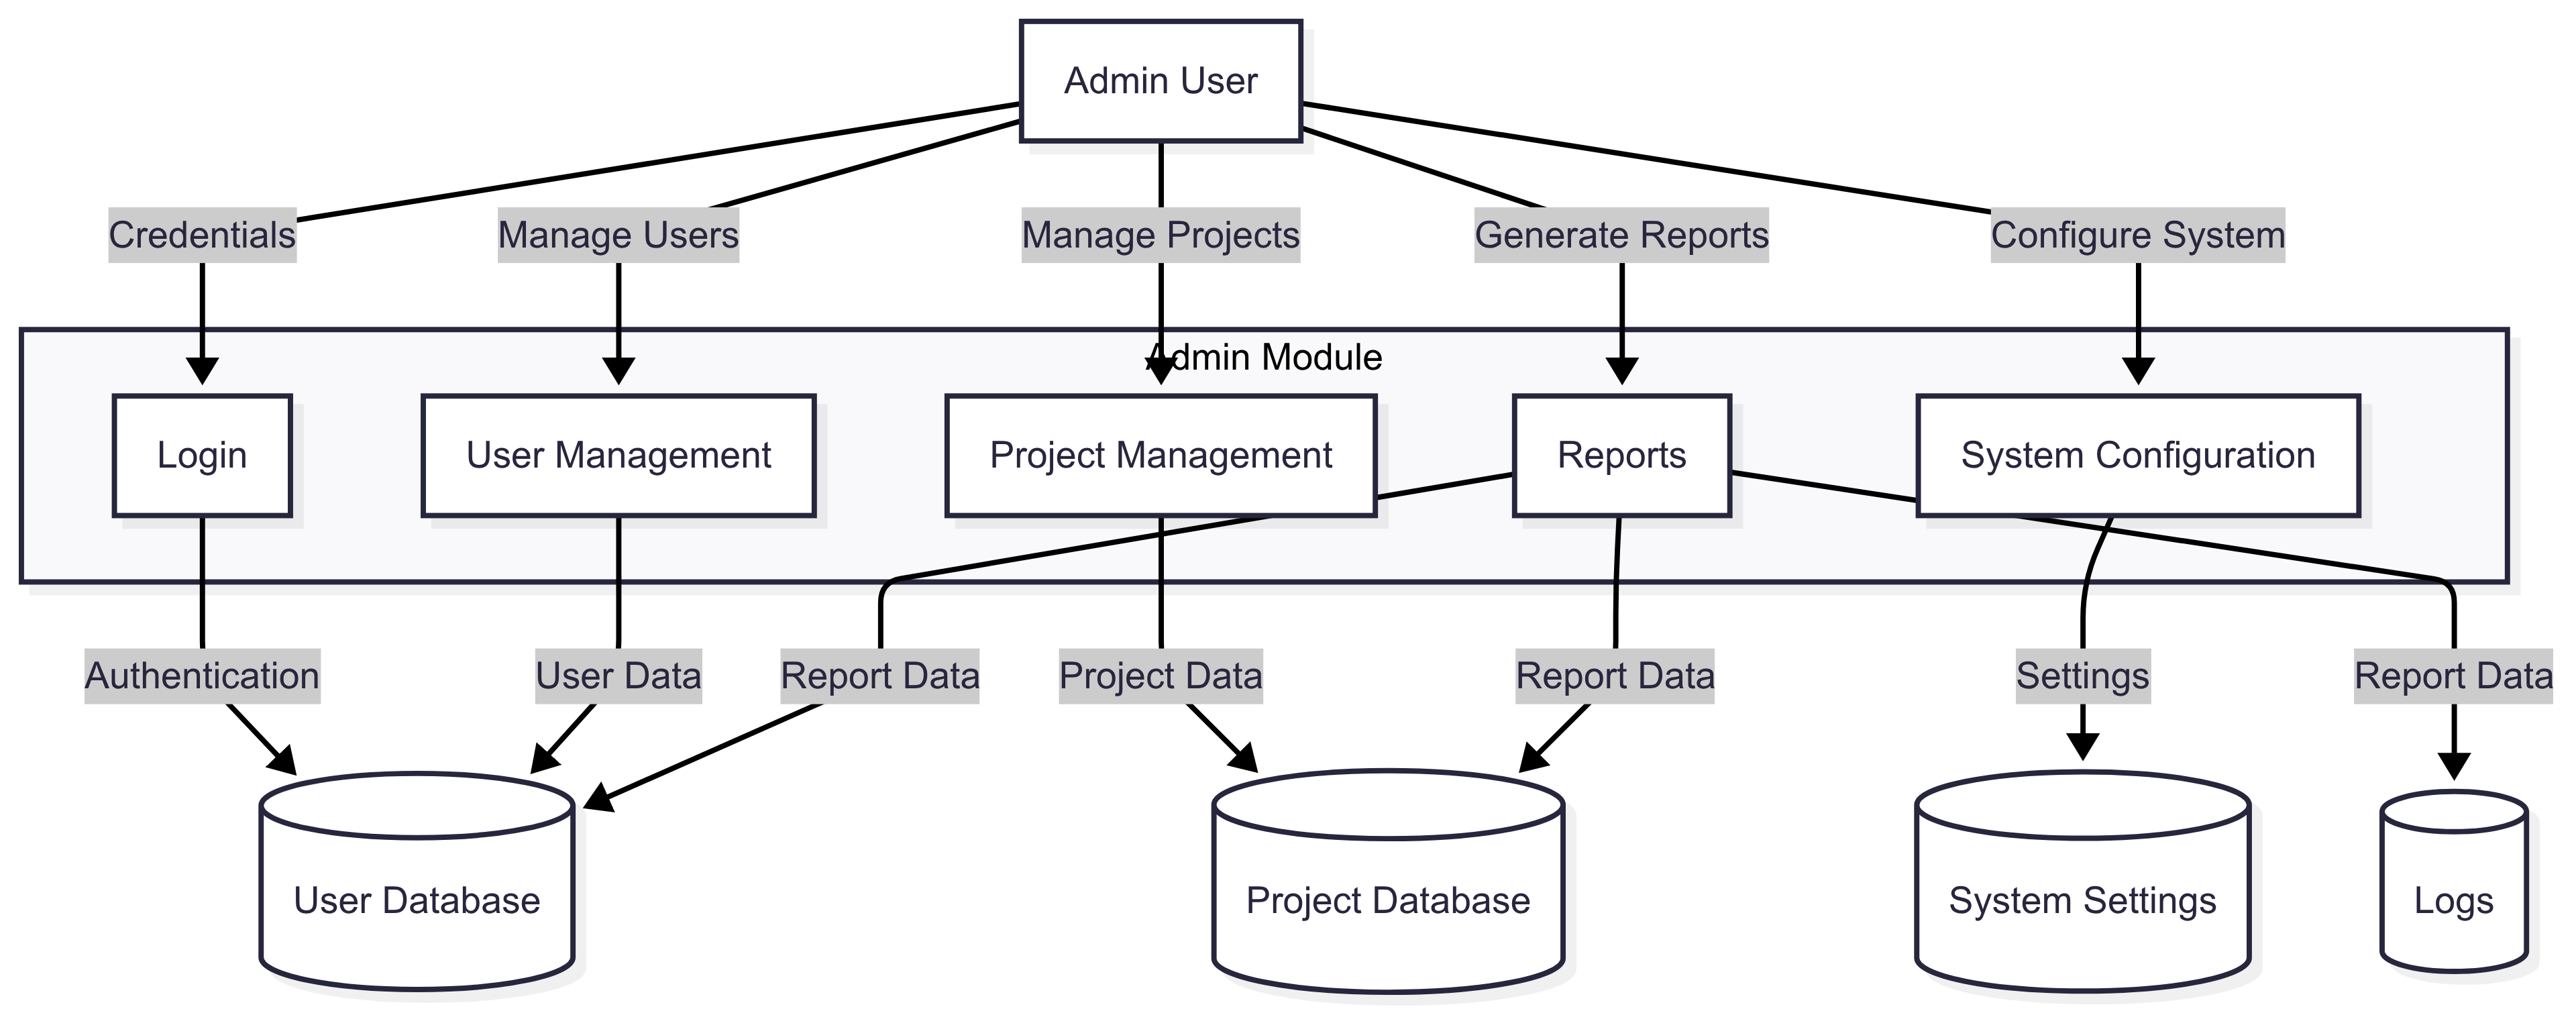 Admin User
Credentials
Manage Users
Manage Projects
Generate Reports
Configure System
Admin Module
Login
User Management
Project Management
Reports
System Configuration
Authentication
User Data
Report Data
Project Data
Report Data
Settings
Report Data
User Database
Project Database
System Settings
Logs